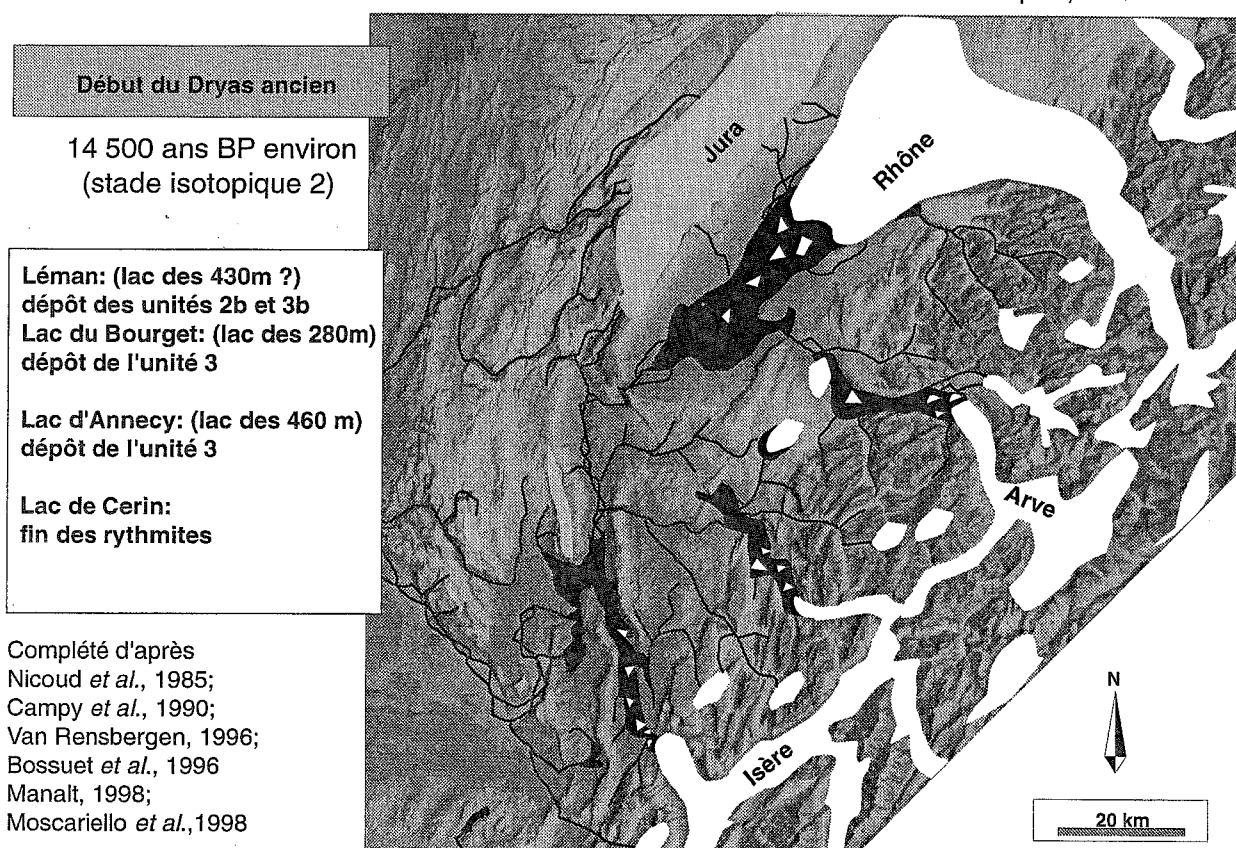 Début du Dryas ancien
14 500 ans BP environ
(stade isotopique 2)
Léman: (lac des 430m ?)
dépôt des unités 2b et 3b
Lac du Bourget: (lac des 280m)
dépôt de l'unité 3
Lac d'Annecy: (lac des 460 m)
dépôt de l'unité 3
Lac de Cerin:
fin des rythmites
Complété d'après
Nicoud et al., 1985;
Campy et al., 1990;
Van Rensbergen, 1996;
Bossuet et al., 1996
Manalt, 1998;
Moscariello et al.,1998
Jura
Rhône
Arve
Isère
N
20 km